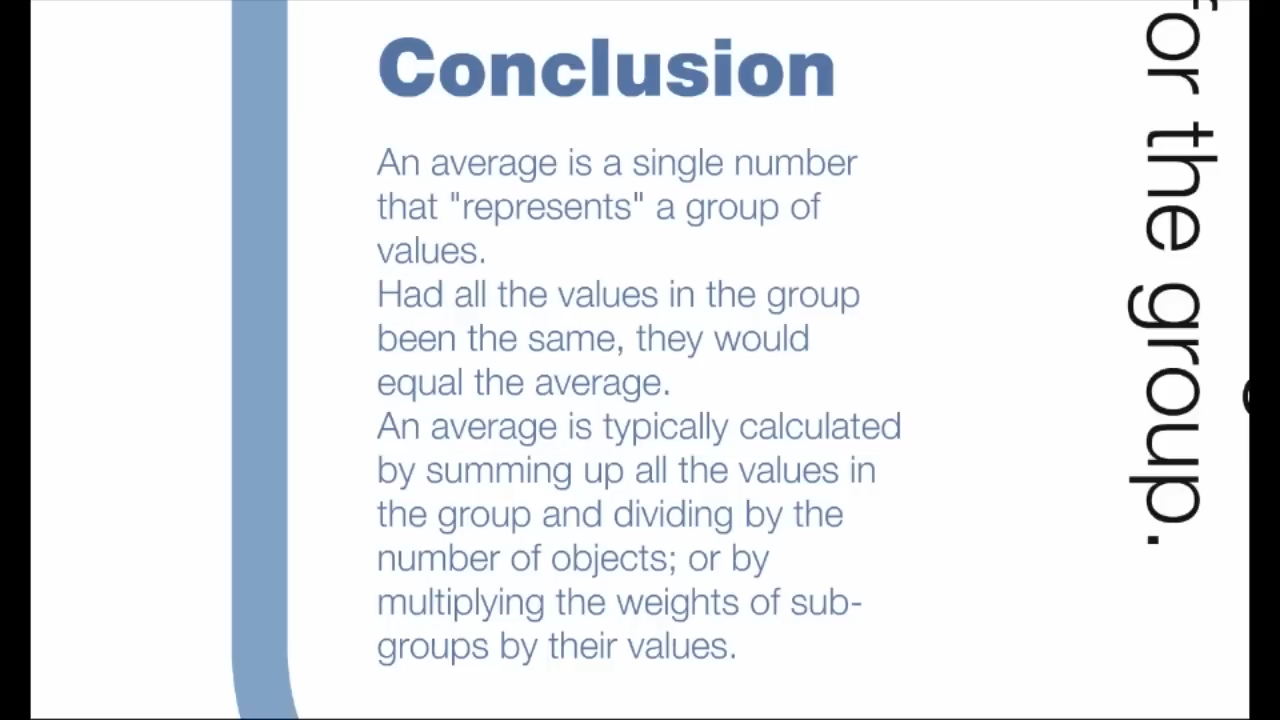 Conclusion
An average is a single number
that "represents" a group of
values.
Had all the values in the group
been the same, they would
equal the average.
An average is typically calculated
by summing up all the values in
the group and dividing by the
number of objects; or by
multiplying the weights of sub-
groups by their values.
for the group.